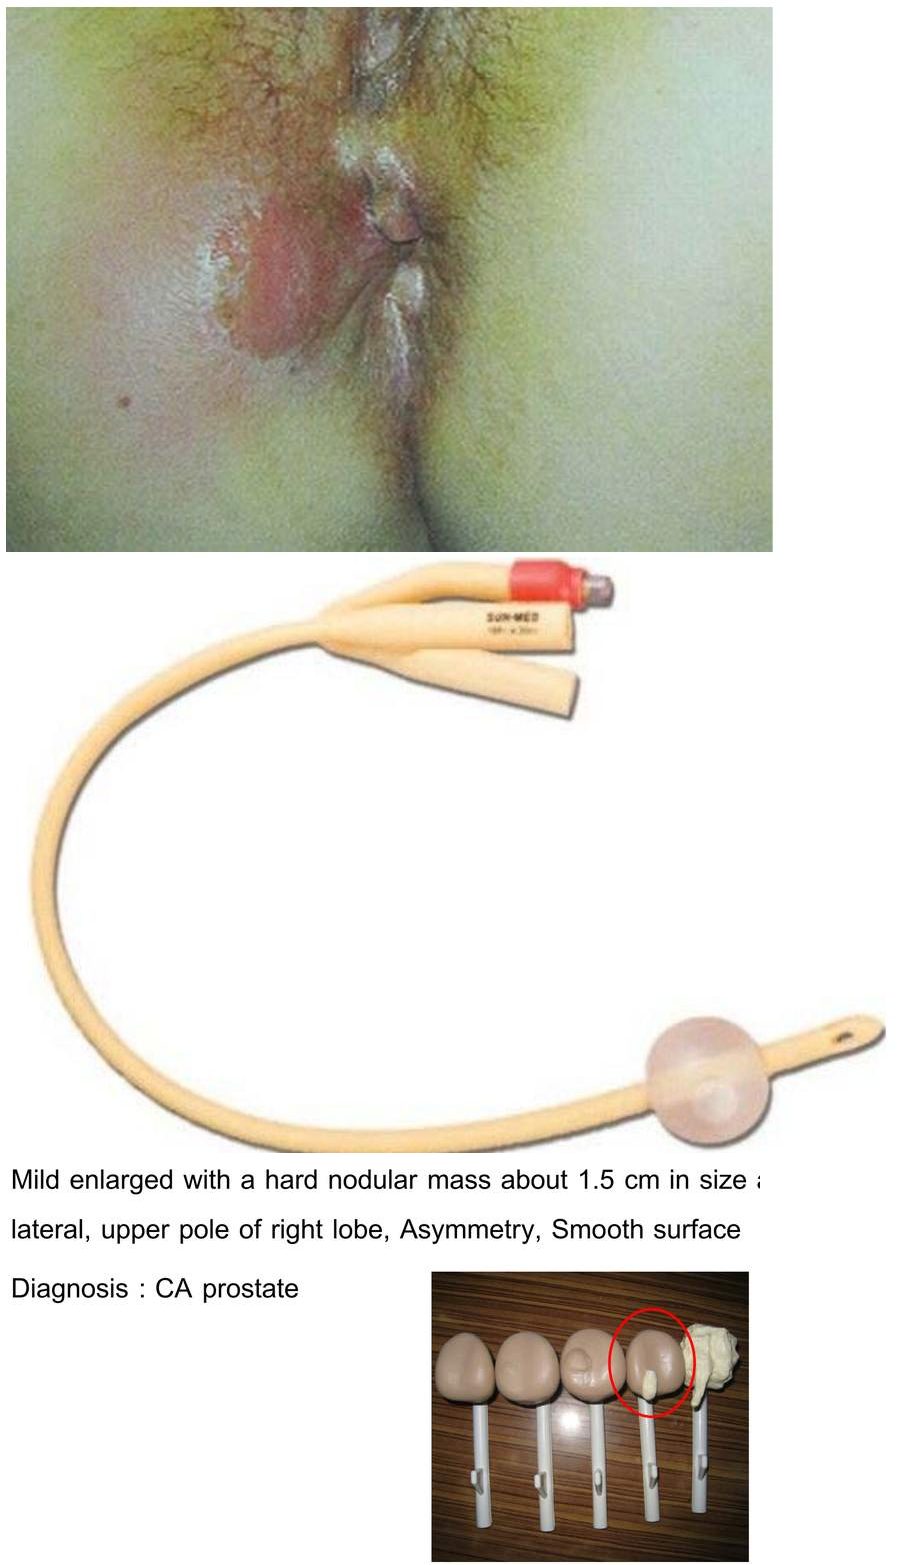 SUN-MED
Mild enlarged with a hard nodular mass about 1.5 cm in size
lateral, upper pole of right lobe, Asymmetry, Smooth surface
Diagnosis : CA prostate